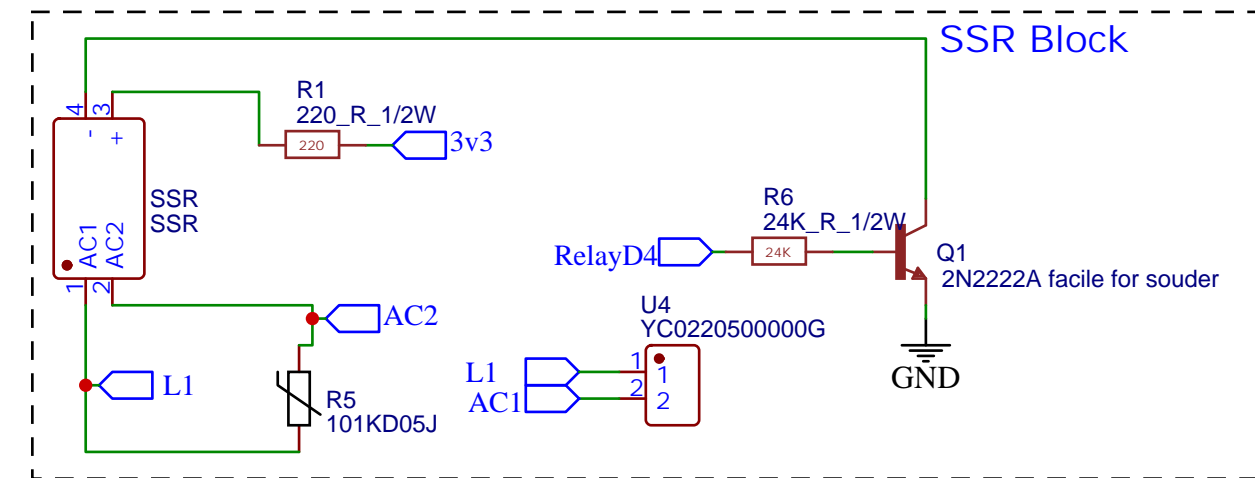 SSR Block
R1
220_R_1/2W
4
3
-
+
220
3v3
SSR
SSR
AC1
AC2
1
2
R6
24K_R_1/2W
RelayD4
24K
Q1
2N2222A facile for souder
AC2
U4
YC0220500000G
L1
R5
101KD05J
L1
1
1
AC1
2
2
GND